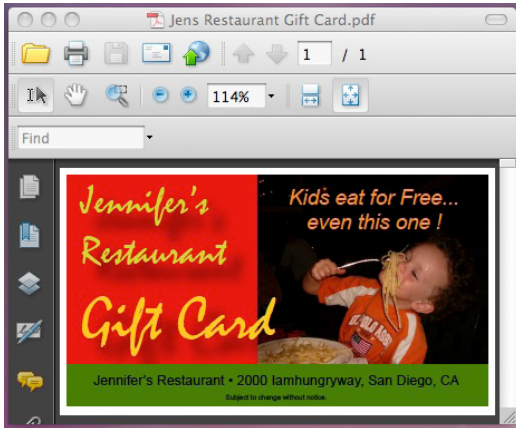 Jens Restaurant Gift Card.pdf
1 / 1
114%
Find
Jennifer's
Restaurant
Gift Card
Kids eat for Free...
even this one !
Jennifer's Restaurant • 2000 Iamhungryway, San Diego, CA
Subject to change without notice.